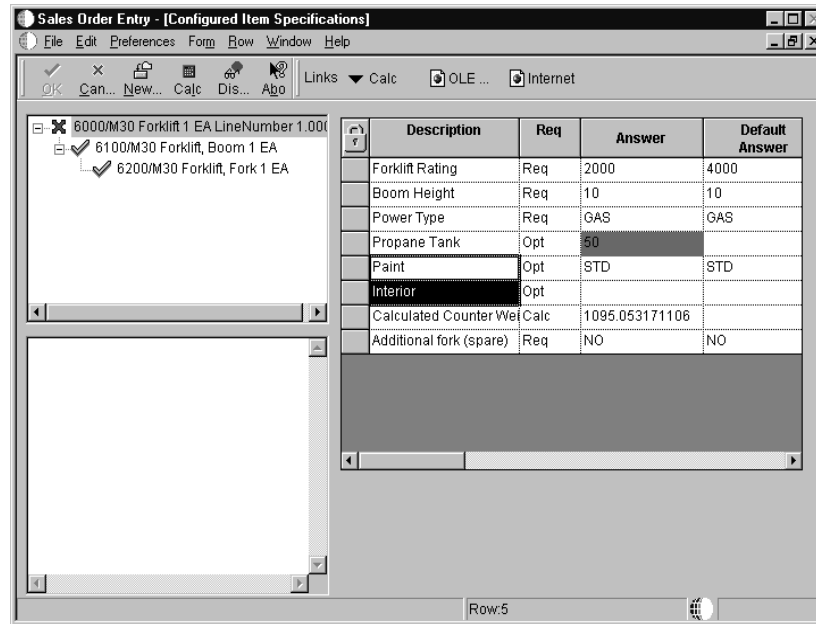 Sales Order Entry - [Configured Item Specifications]
File Edit Preferences Form Row Window Help
OK Can... New... Calc Dis... Abo Links Calc OLE ... Internet
6000/M30 Forklift 1 EA LineNumber 1.00(
6100/M30 Forklift, Boom 1 EA
6200/M30 Forklift, Fork 1 EA
Description Req Answer Default Answer
Forklift Rating Req 2000 4000
Boom Height Req 10 10
Power Type Req GAS GAS
Propane Tank Opt 50
Paint Opt STD STD
Interior Opt
Calculated Counter Wei Calc 1095.053171106
Additional fork (spare) Req NO NO
Row:5